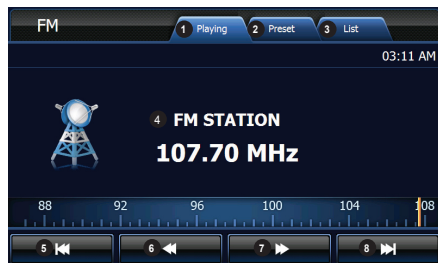 FM
1 Playing 2 Preset 3 List
03:11 AM
4 FM STATION
107.70 MHz
88 92 96 100 104 108
5 6 7 8